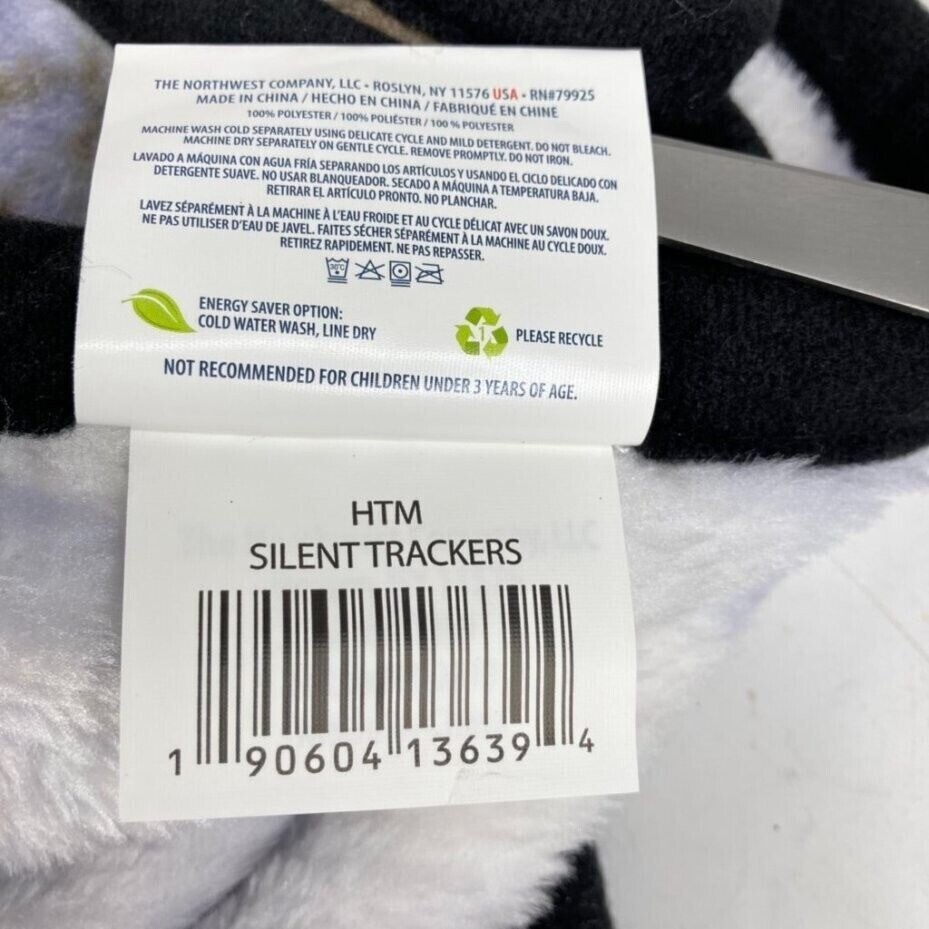 THE NORTHWEST COMPANY, LLC • ROSLYN, NY 11576 USA • RN#79925
MADE IN CHINA / HECHO EN CHINA / FABRIQUÉ EN CHINE
100% POLYESTER / 100% POLIÉSTER / 100 % POLYESTER
MACHINE WASH COLD SEPARATELY USING DELICATE CYCLE AND MILD DETERGENT. DO NOT BLEACH.
MACHINE DRY SEPARATELY ON GENTLE CYCLE. REMOVE PROMPTLY. DO NOT IRON.
LAVADO A MÁQUINA CON AGUA FRÍA SEPARANDO LOS ARTÍCULOS Y USANDO EL CICLO DELICADO CON
DETERGENTE SUAVE. NO USAR BLANQUEADOR. SECADO A MÁQUINA A TEMPERATURA BAJA.
RETIRAR EL ARTÍCULO PRONTO. NO PLANCHAR.
LAVEZ SÉPARÉMENT À LA MACHINE À L'EAU FROIDE ET AU CYCLE DÉLICAT AVEC UN SAVON DOUX.
NE PAS UTILISER D'EAU DE JAVEL. FAITES SÉCHER SÉPARÉMENT À LA MACHINE AU CYCLE DOUX.
RETIREZ RAPIDEMENT. NE PAS REPASSER.
30°C
ENERGY SAVER OPTION:
COLD WATER WASH, LINE DRY
1
PLEASE RECYCLE
NOT RECOMMENDED FOR CHILDREN UNDER 3 YEARS OF AGE.
HTM
SILENT TRACKERS
1 90604 13639 4